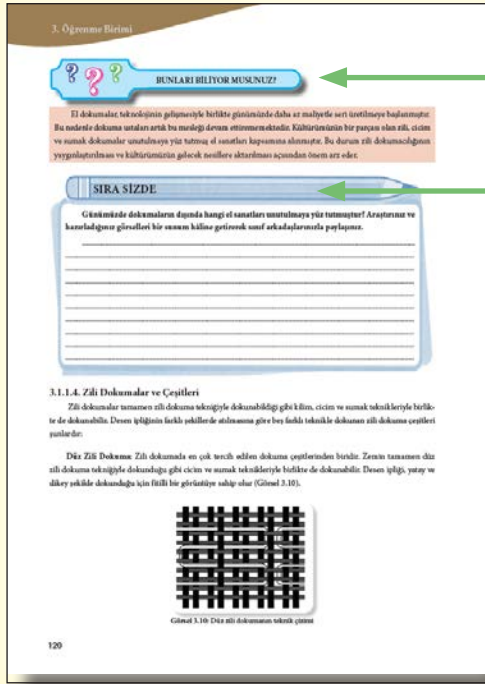 3. Öğrenme Birimi
BUNLARI BİLİYOR MUSUNUZ?
El dokumalar, teknolojinin gelişmesiyle birlikte günümüzde daha az maliyetle seri üretilmeye başlanmıştır.
Bu nedenle dokuma ustaları artık bu mesleği devam ettirememektedir. Kültürümüzün bir parçası olan zili, cicim
ve sumak dokumalar unutulmaya yüz tutmuş el sanatları kapsamına alınmıştır. Bu durum zili dokumacılığının
yaygınlaştırılması ve kültürümüzün gelecek nesillere aktarılması açısından önem arz eder.
SIRA SİZDE
Günümüzde dokumaların dışında hangi el sanatları unutulmaya yüz tutmuştur? Araştırınız ve
hazırladığınız görselleri bir sunum hâline getirerek sınıf arkadaşlarınızla paylaşınız.
3.1.1.4. Zili Dokumalar ve Çeşitleri
Zili dokumalar tamamen zili dokuma tekniğiyle dokunabildiği gibi kilim, cicim ve sumak teknikleriyle birlik-
te de dokunabilir. Desen ipliğinin farklı şekillerde atılmasına göre beş farklı teknikle dokunan zili dokuma çeşitleri
şunlardır:
Düz Zili Dokuma: Zili dokumada en çok tercih edilen dokuma çeşitlerinden biridir. Zemin tamamen düz
zili dokuma tekniğiyle dokunduğu gibi cicim ve sumak teknikleriyle birlikte de dokunabilir. Desen ipliği, yatay ve
dikey şekilde dokunduğu için fitilli bir görüntüye sahip olur (Görsel 3.10).
Görsel 3.10: Düz zili dokumanın teknik çizimi
120